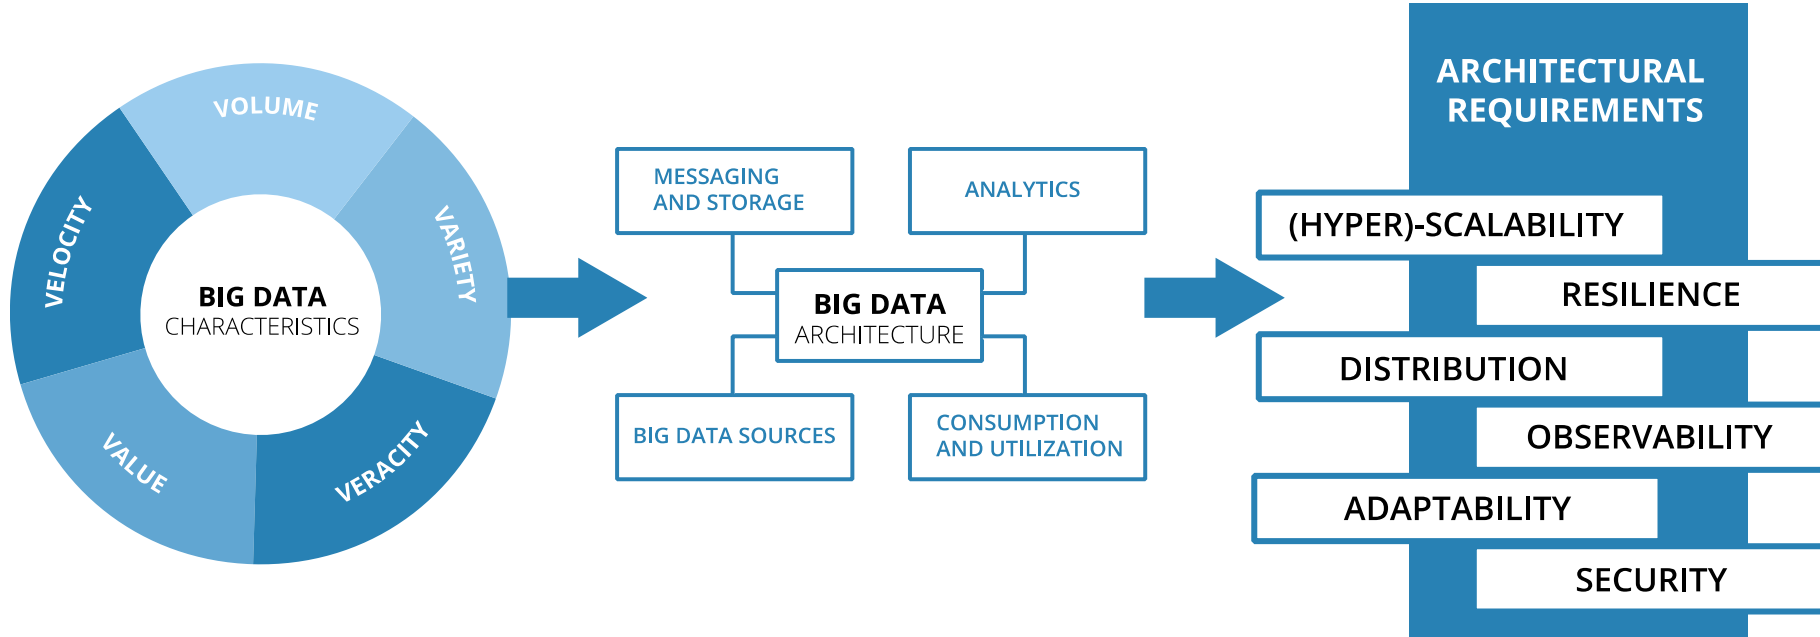 VOLUME
VARIETY
VERACITY
VALUE
VELOCITY
BIG DATA
CHARACTERISTICS
MESSAGING
AND STORAGE
ANALYTICS
BIG DATA
ARCHITECTURE
BIG DATA SOURCES
CONSUMPTION
AND UTILIZATION
ARCHITECTURAL
REQUIREMENTS
(HYPER)-SCALABILITY
RESILIENCE
DISTRIBUTION
OBSERVABILITY
ADAPTABILITY
SECURITY